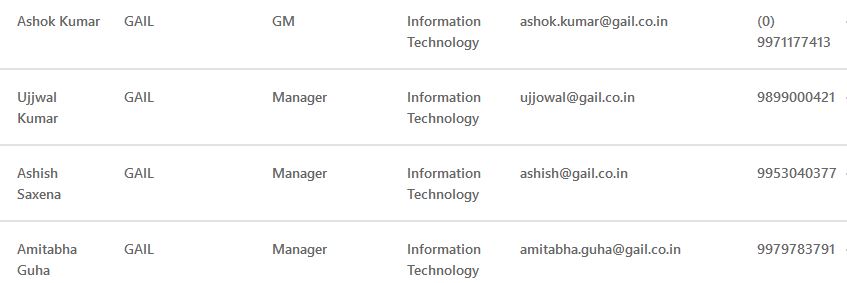 Ashok Kumar GAIL GM Information ashok.kumar@gail.co.in (0)
Technology 9971177413
Ujjwal GAIL Manager Information ujjowal@gail.co.in 9899000421
Kumar Technology
Ashish GAIL Manager Information ashish@gail.co.in 9953040377
Saxena Technology
Amitabha GAIL Manager Information amitabha.guha@gail.co.in 9979783791
Guha Technology